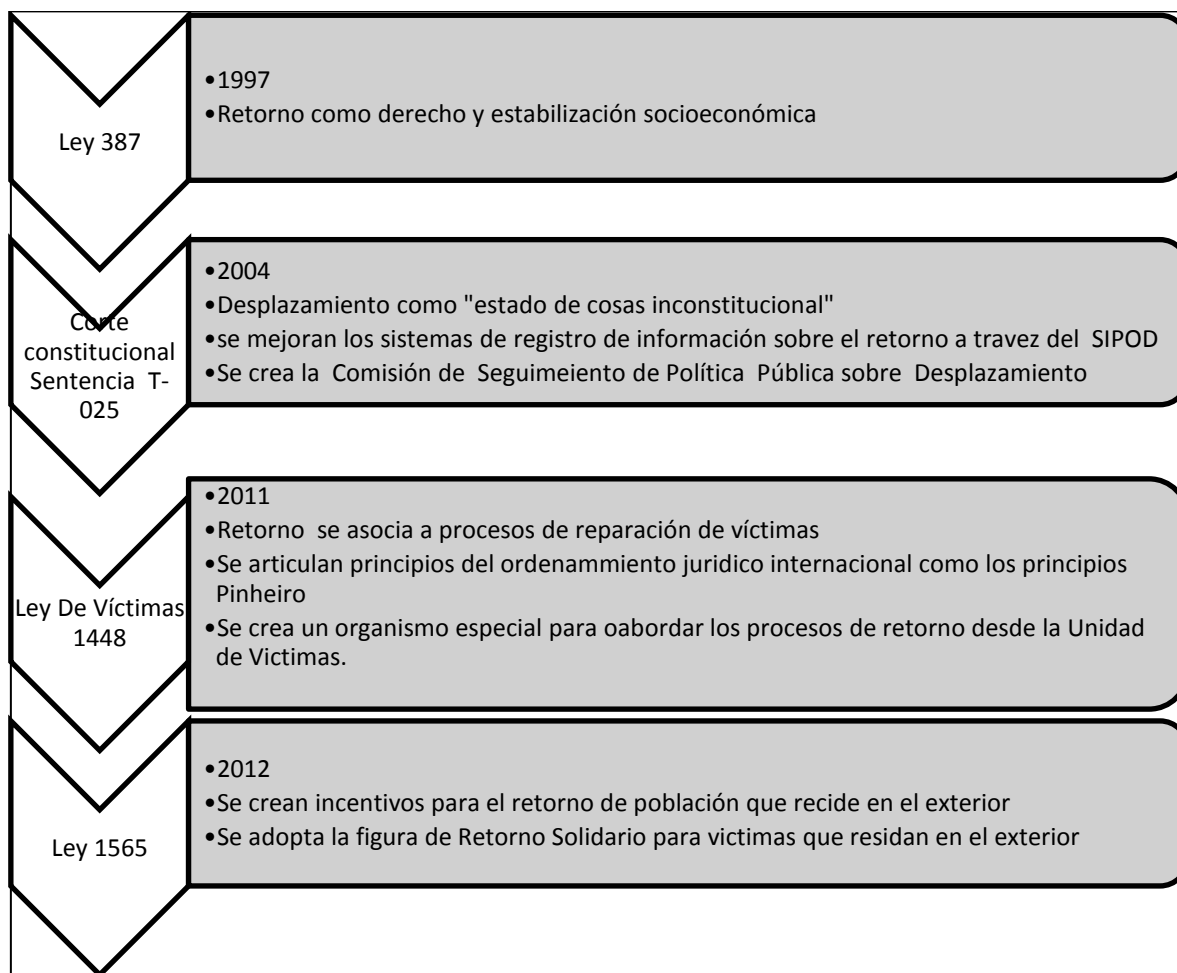 Ley 387
•1997
•Retorno como derecho y estabilización socioeconómica
Corte
constitucional
Sentencia T-
025
•2004
•Desplazamiento como "estado de cosas inconstitucional"
•se mejoran los sistemas de registro de información sobre el retorno a travez del SIPOD
•Se crea la Comisión de Seguimeiento de Política Pública sobre Desplazamiento
Ley De Víctimas
1448
•2011
•Retorno se asocia a procesos de reparación de víctimas
•Se articulan principios del ordenammiento juridico internacional como los principios
Pinheiro
•Se crea un organismo especial para oabordar los procesos de retorno desde la Unidad
de Victimas.
Ley 1565
•2012
•Se crean incentivos para el retorno de población que recide en el exterior
•Se adopta la figura de Retorno Solidario para victimas que residan en el exterior